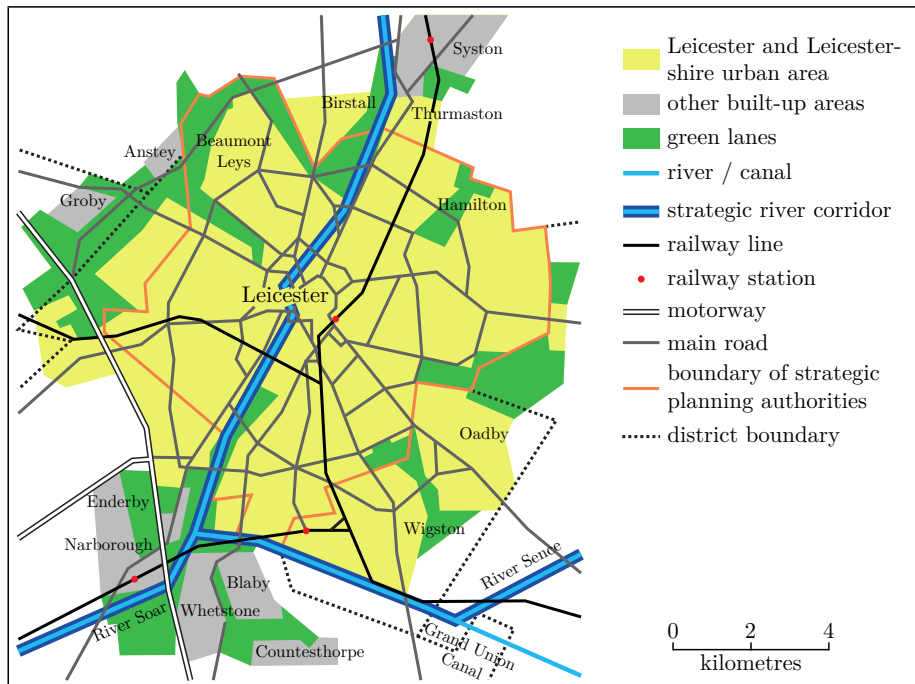 Syston
Birstall
Thurmaston
Beaumont
Leys
Anstey
Groby
Hamilton
Leicester
Oadby
Enderby
Wigston
Narborough
River Sence
Blaby
River Soar
Whetstone
Grand Union
Canal
Countesthorpe
Leicester and Leicester-
shire urban area
other built-up areas
green lanes
river / canal
strategic river corridor
railway line
railway station
motorway
main road
boundary of strategic
planning authorities
district boundary
0 2 4
kilometres